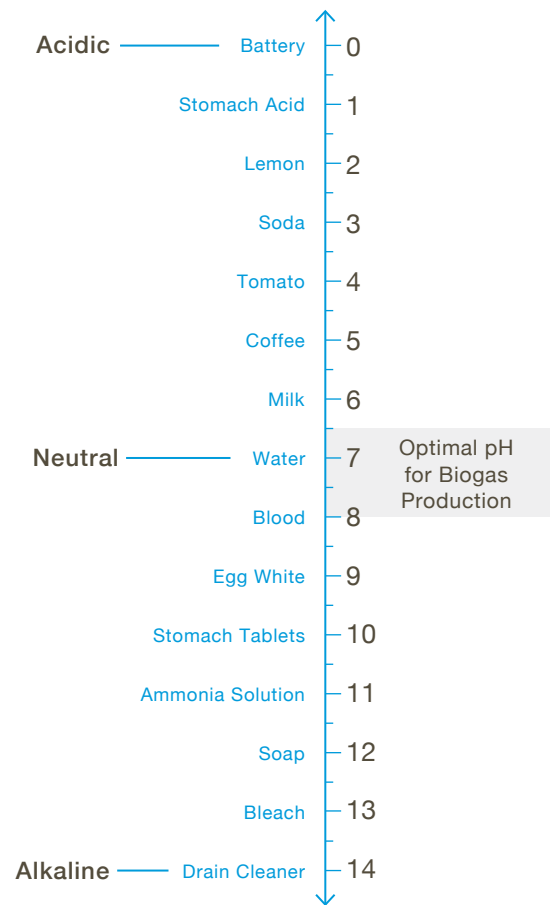 Acidic Battery 0
Stomach Acid 1
Lemon 2
Soda 3
Tomato 4
Coffee 5
Milk 6
Neutral Water 7
Optimal pH
for Biogas
Production
Blood 8
Egg White 9
Stomach Tablets 10
Ammonia Solution 11
Soap 12
Bleach 13
Alkaline Drain Cleaner 14